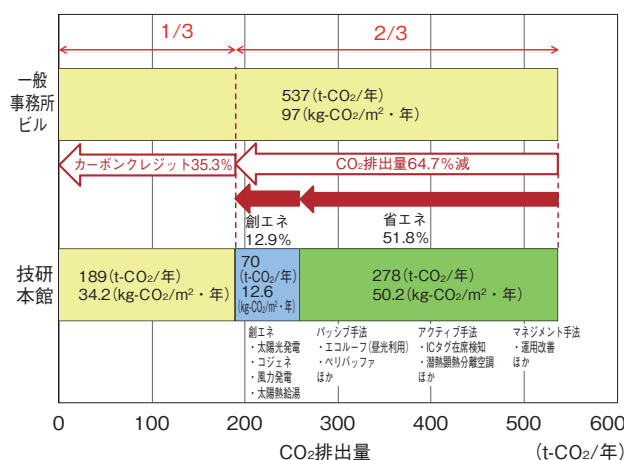 1/3
2/3
一般
事務所
ビル
537(t-CO₂/年)
97(kg-CO₂/m²・年)
カーボンクレジット35.3%
CO₂排出量64.7%減
創エネ
12.9%
省エネ
51.8%
技研
本館
189(t-CO₂/年)
34.2(kg-CO₂/m²・年)
70
(t-CO₂/年)
12.6
(kg-CO₂/m²・年)
278(t-CO₂/年)
50.2(kg-CO₂/m²・年)
創エネ
・太陽光発電
・コジェネ
・風力発電
・太陽熱給湯
パッシブ手法
・エコルーフ(昼光利用)
・ペリバッファ
ほか
アクティブ手法
・ICタグ在席検知
・潜熱顕熱分離空調
ほか
マネジメント手法
・運用改善
ほか
0 100 200 300 400 500 600
CO₂排出量 (t-CO₂/年)